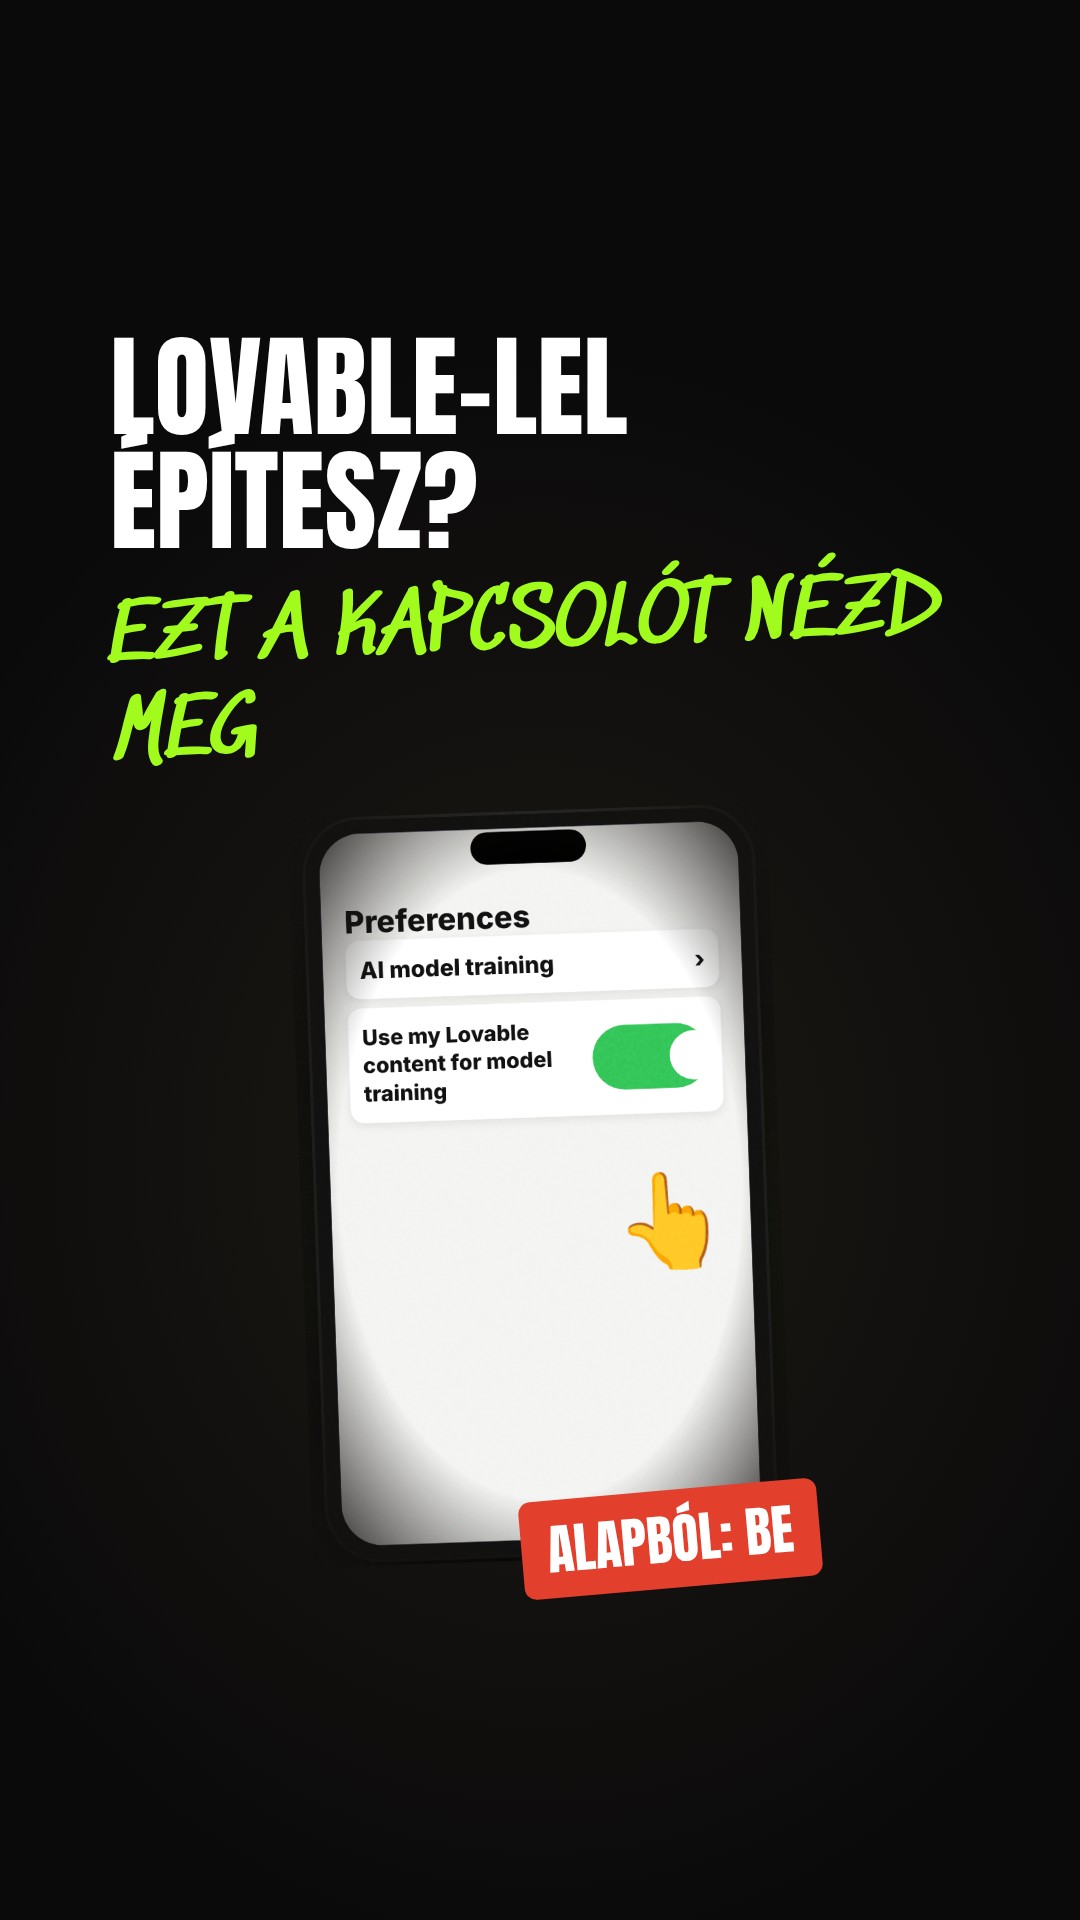 LOVABLE-LEL
ÉPÍTESZ?
EZT A KAPCSOLÓT NÉZD
MEG
Preferences
AI model training ›
Use my Lovable
content for model
training
ALAPBÓL: BE